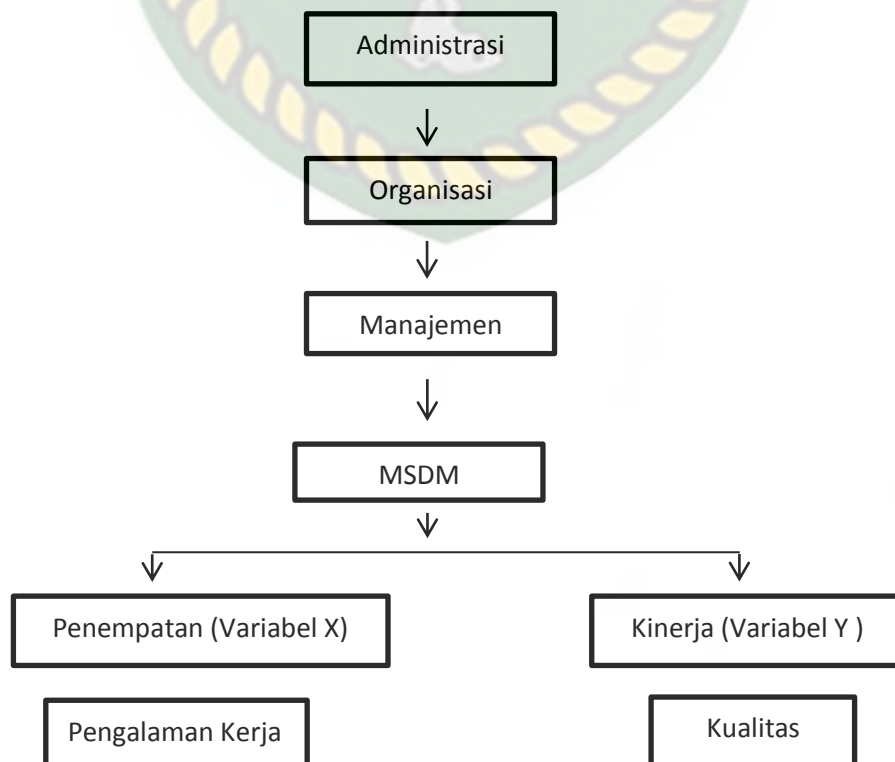 Administrasi
Organisasi
Manajemen
MSDM
Penempatan (Variabel X)
Kinerja (Variabel Y )
Pengalaman Kerja
Kualitas